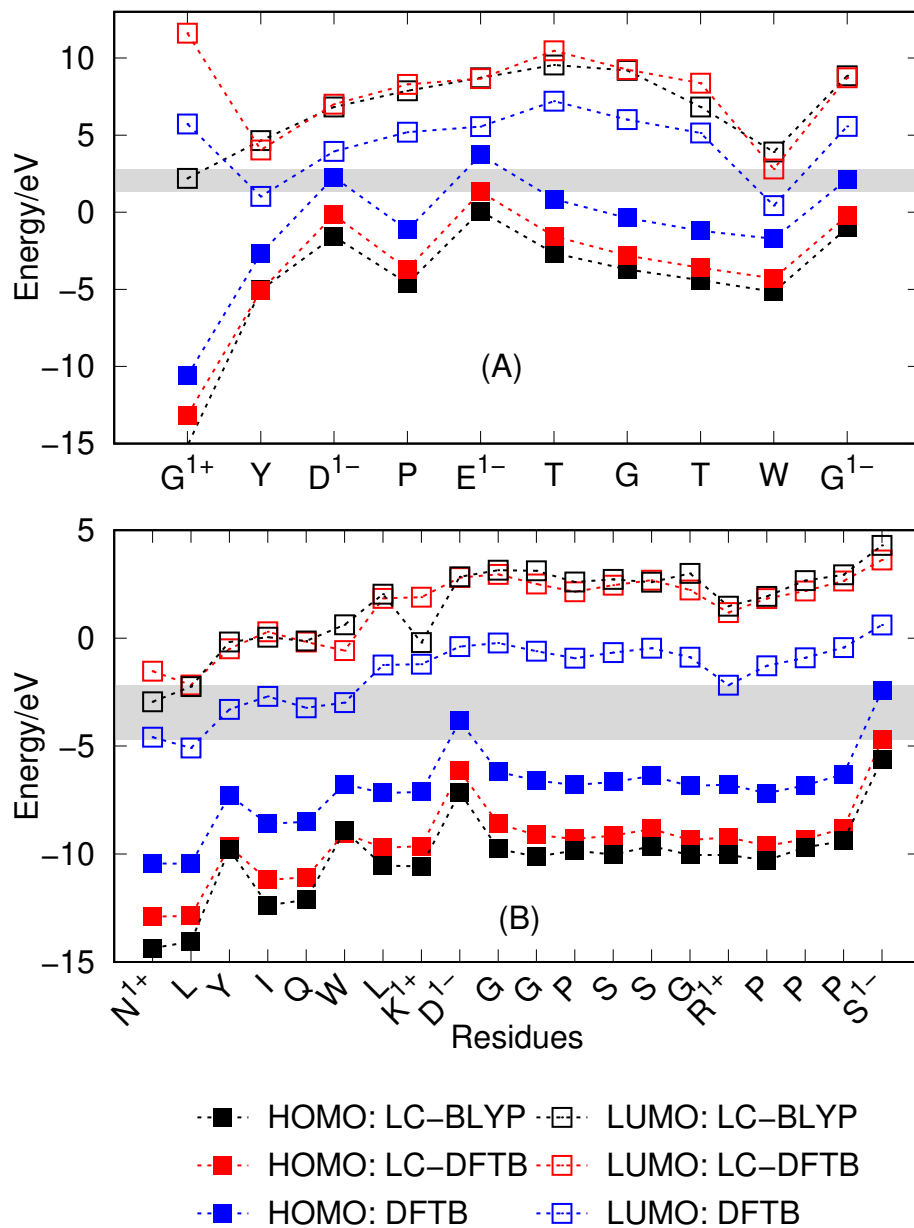 10
5
0
−5
−10
−15
Energy/eV
(A)
G1+ Y D1− P E1− T G T W G1−
5
0
−5
−10
−15
Energy/eV
(B)
N1+ L Y I Q W L K1+ D1− G G P S S G R1+ P P P S1−
Residues
HOMO: LC−BLYP LUMO: LC−BLYP
HOMO: LC−DFTB LUMO: LC−DFTB
HOMO: DFTB LUMO: DFTB